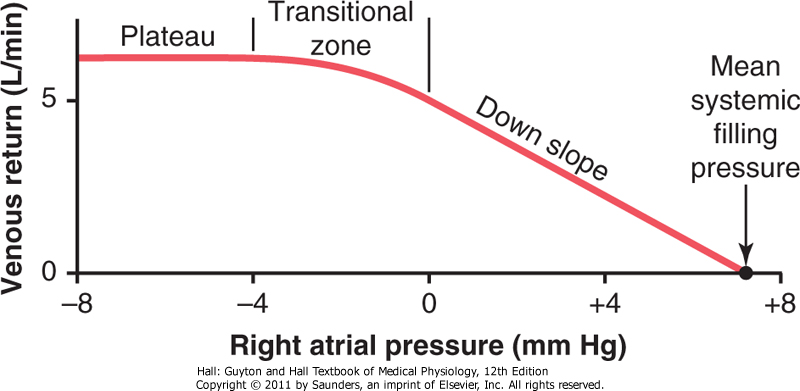 Plateau
Transitional
zone
Down slope
Mean
systemic
filling
pressure
Venous return (L/min)
5
0
–8
–4
0
+4
+8
Right atrial pressure (mm Hg)
Hall: Guyton and Hall Textbook of Medical Physiology, 12th Edition
Copyright © 2011 by Saunders, an imprint of Elsevier, Inc. All rights reserved.